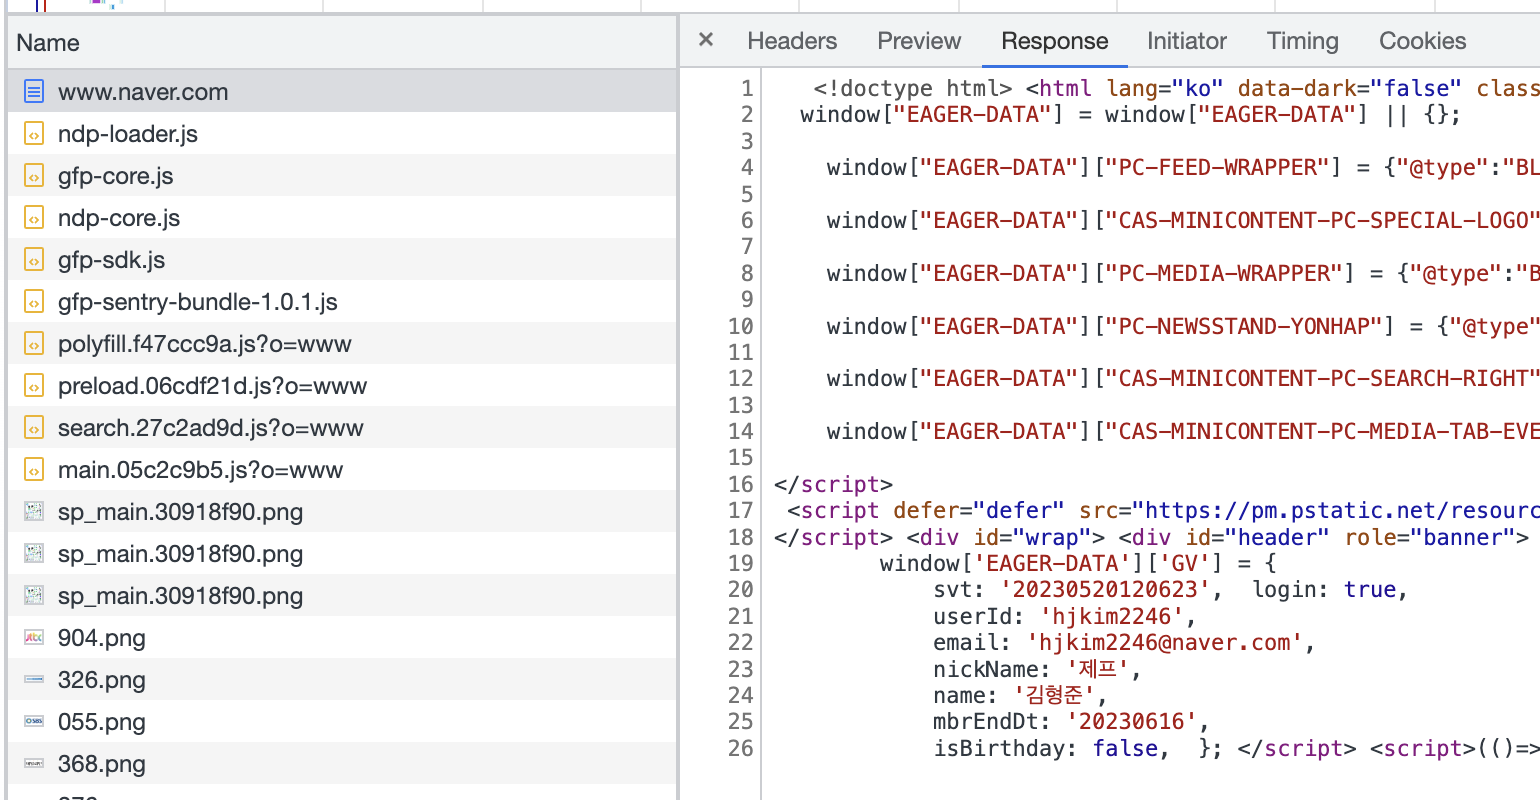 Name
www.naver.com
ndp-loader.js
gfp-core.js
ndp-core.js
gfp-sdk.js
gfp-sentry-bundle-1.0.1.js
polyfill.f47ccc9a.js?o=www
preload.06cdf21d.js?o=www
search.27c2ad9d.js?o=www
main.05c2c9b5.js?o=www
sp_main.30918f90.png
sp_main.30918f90.png
sp_main.30918f90.png
904.png
326.png
055.png
368.png
× Headers Preview Response Initiator Timing Cookies
1 <!doctype html> <html lang="ko" data-dark="false" class
2 window["EAGER-DATA"] = window["EAGER-DATA"] || {};
3
4 window["EAGER-DATA"]["PC-FEED-WRAPPER"] = {"@type":"BL
5
6 window["EAGER-DATA"]["CAS-MINICONTENT-PC-SPECIAL-LOGO"
7
8 window["EAGER-DATA"]["PC-MEDIA-WRAPPER"] = {"@type":"B
9
10 window["EAGER-DATA"]["PC-NEWSSTAND-YONHAP"] = {"@type"
11
12 window["EAGER-DATA"]["CAS-MINICONTENT-PC-SEARCH-RIGHT"
13
14 window["EAGER-DATA"]["CAS-MINICONTENT-PC-MEDIA-TAB-EVE
15
16 </script>
17 <script defer="defer" src="https://pm.pstatic.net/resourc
18 </script> <div id="wrap"> <div id="header" role="banner">
19 window['EAGER-DATA']['GV'] = {
20 svt: '20230520120623', login: true,
21 userId: 'hjkim2246',
22 email: 'hjkim2246@naver.com',
23 nickName: '제프',
24 name: '김형준',
25 mbrEndDt: '20230616',
26 isBirthday: false, }; </script> <script>(()=>